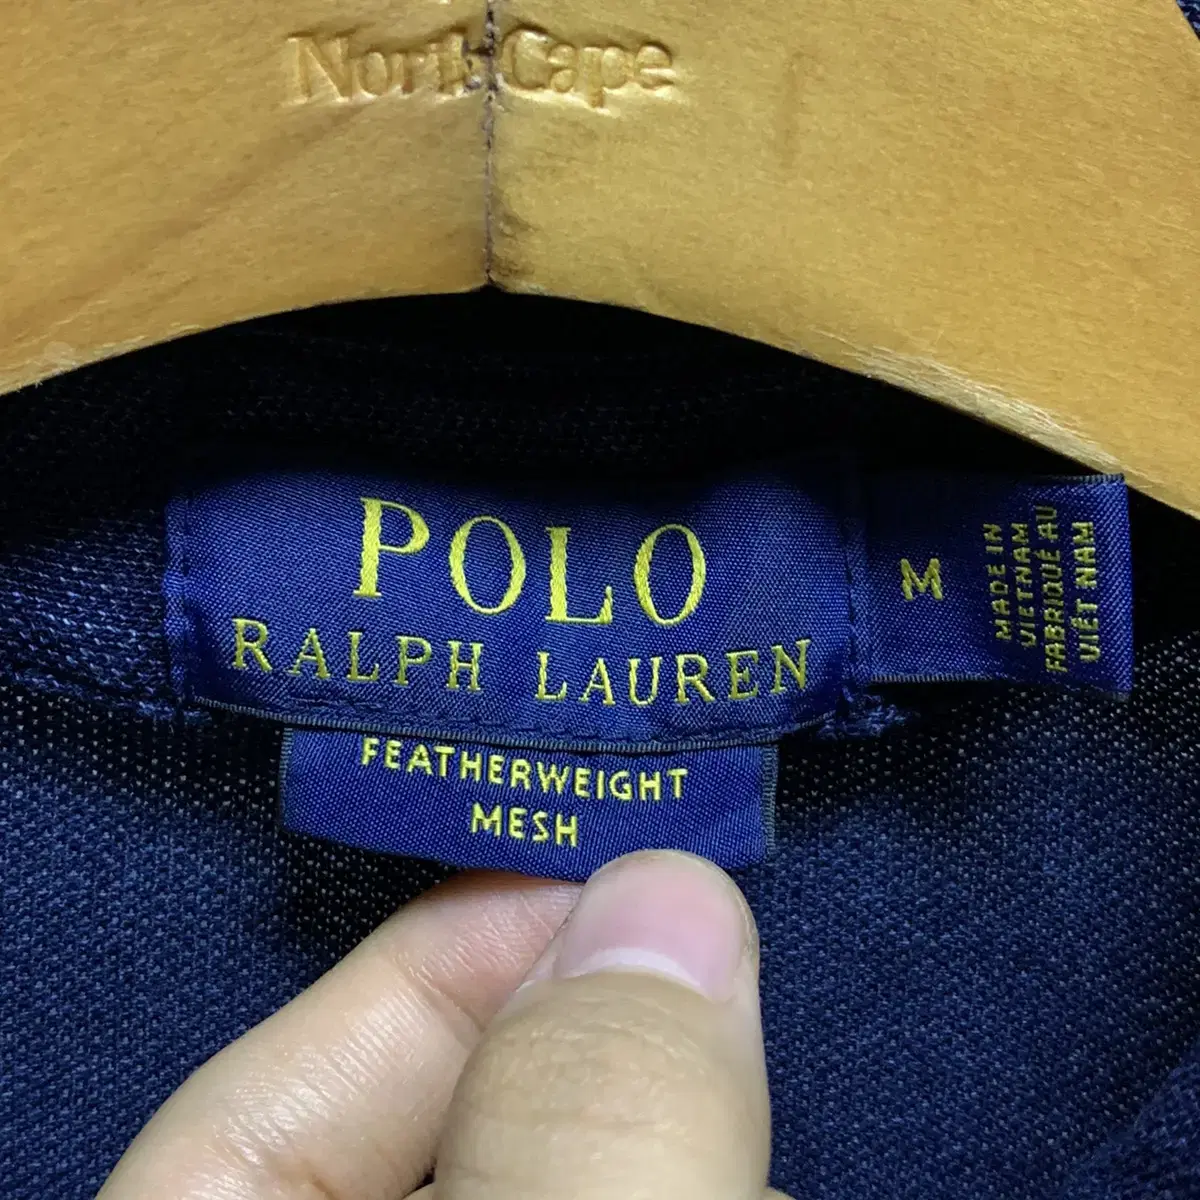 North Cape
POLO
RALPH LAUREN
M
MADE IN
VIETNAM
FABRIQUÉ AU
VIÊT NAM
FEATHERWEIGHT
MESH